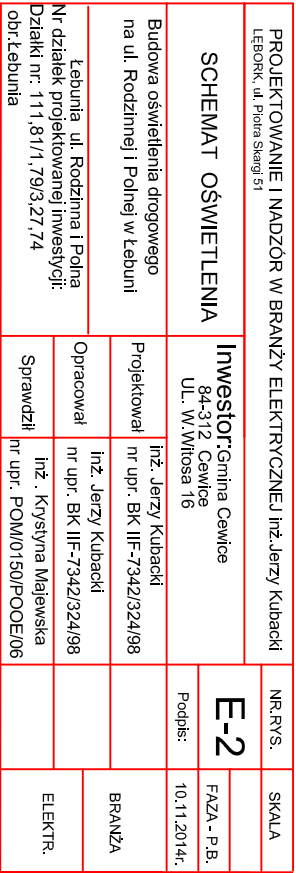 PROJEKTOWANIE I NADZÓR W BRANŻY ELEKTRYCZNEJ inż.Jerzy Kubacki
LĘBORK, ul. Piotra Skargi 51
NR.RYS.
SKALA
SCHEMAT OŚWIETLENIA
Inwestor:Gmina Cewice
84-312 Cewice
UL. W.Witosa 16
E-2
FAZA - P.B.
Podpis:
10.11.2014r.
Budowa oświetlenia drogowego
na ul. Rodzinnej i Polnej w Łebuni
Projektował
inż. Jerzy Kubacki
nr upr. BK IIF-7342/324/98
BRANŻA
Łebunia ul. Rodzinna i Polna
Nr działek projektowanej inwestycji:
Działki nr: 111,81/1,79/3,27,74
obr.Łebunia
Opracował
inż. Jerzy Kubacki
nr upr. BK IIF-7342/324/98
Sprawdził
inż . Krystyna Majewska
nr upr. POM/0150/POOE/06
ELEKTR.